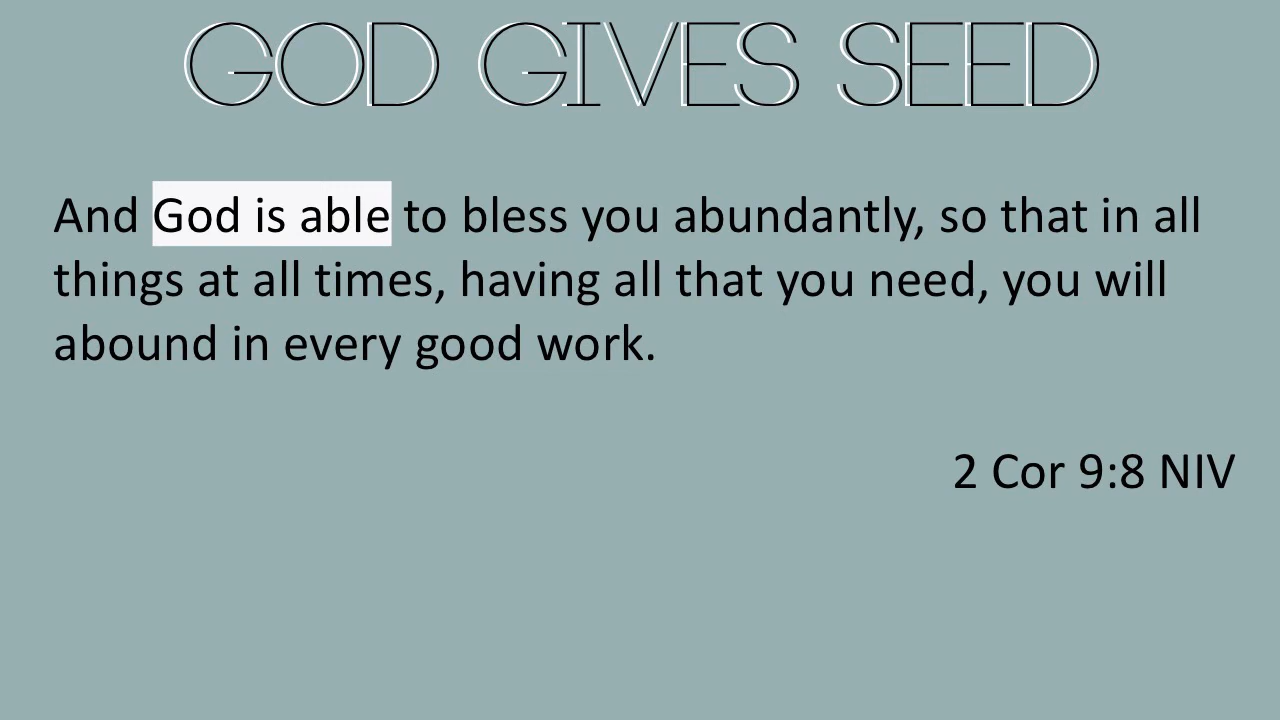 GOD GIVES SEED
And God is able to bless you abundantly, so that in all
things at all times, having all that you need, you will
abound in every good work.
2 Cor 9:8 NIV